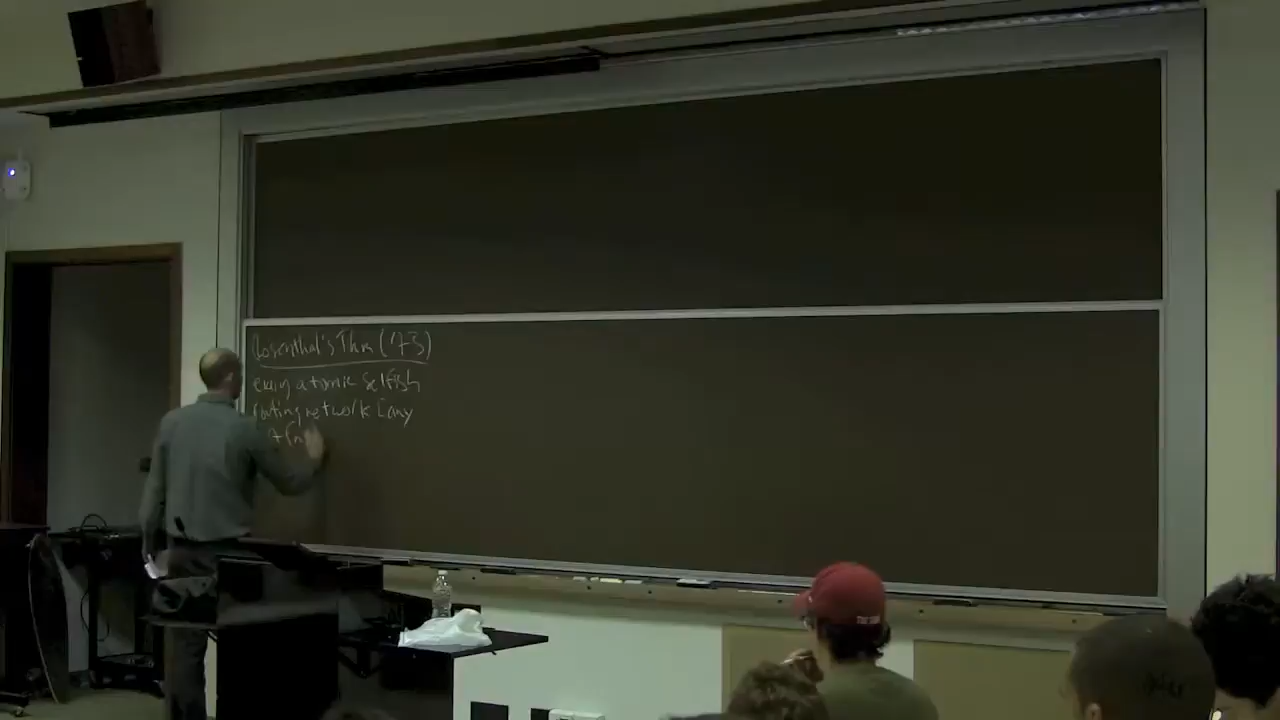 Rosenthal's Thm ('73)
every atomic selfish
routing network [any